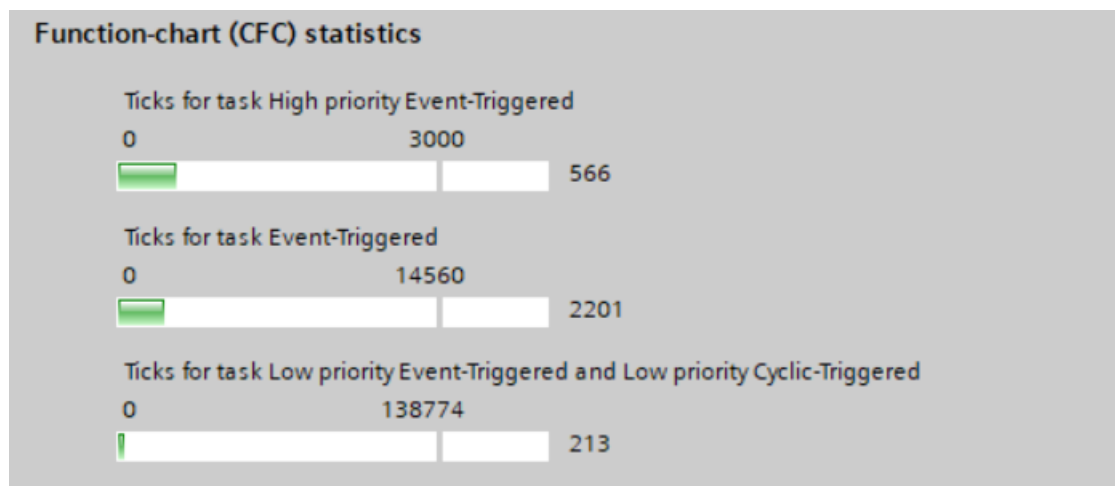 Function-chart (CFC) statistics
Ticks for task High priority Event-Triggered
0 3000
566
Ticks for task Event-Triggered
0 14560
2201
Ticks for task Low priority Event-Triggered and Low priority Cyclic-Triggered
0 138774
213